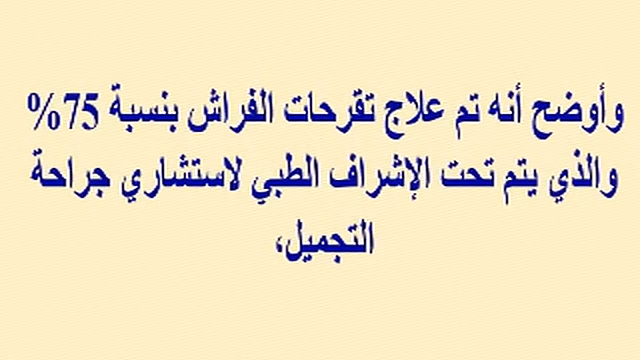 وأوضح أنه تم علاج تقرحات الفراش بنسبة 75%
والذي يتم تحت الإشراف الطبي لاستشاري جراحة
التجميل،